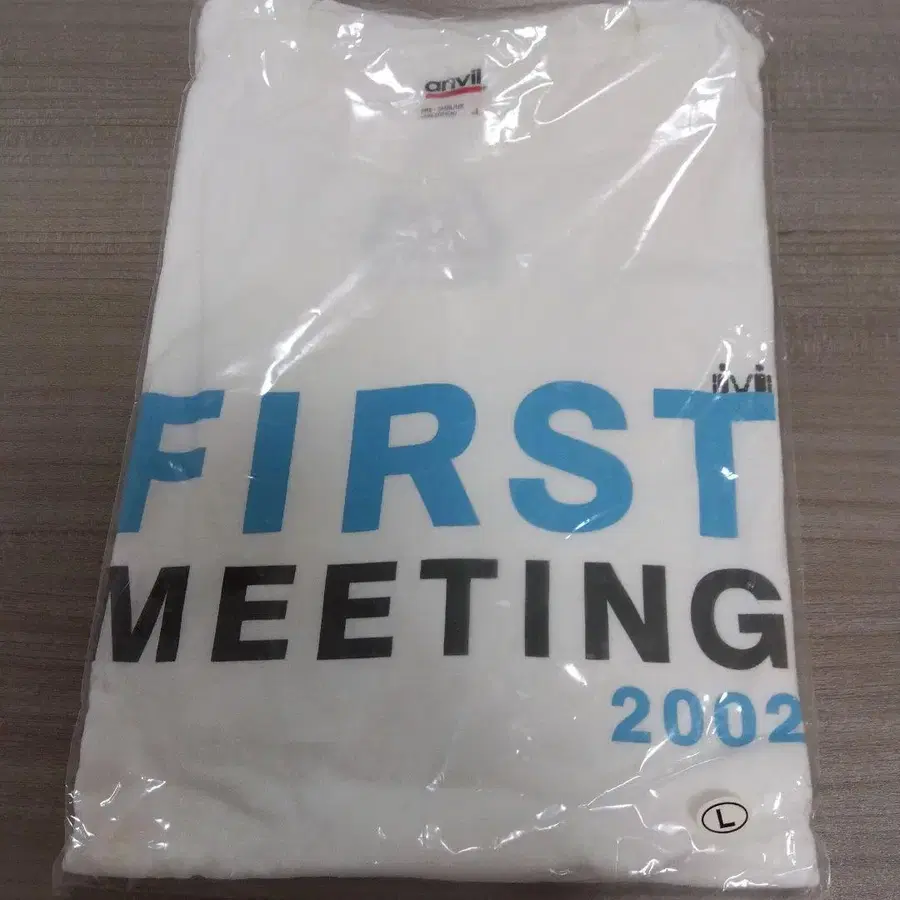 anvil
L
FIRST
MEETING
2002
L